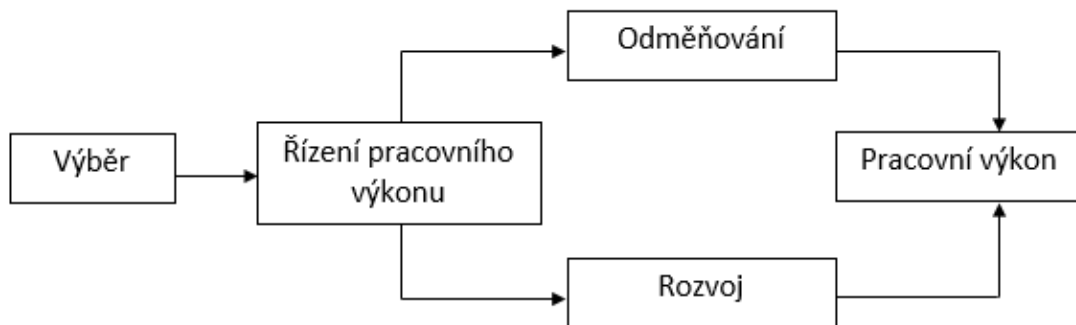 Odměňování
Výběr
Řízení pracovního
výkonu
Pracovní výkon
Rozvoj